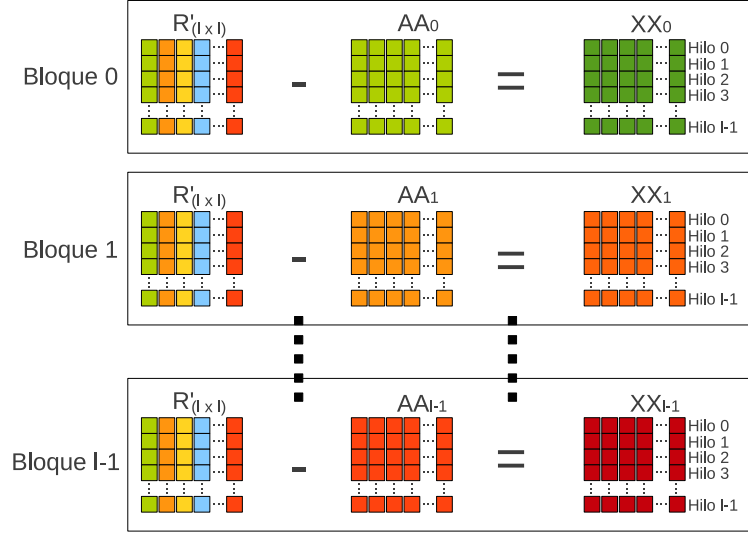 R'(l x l) AA0 XX0
Bloque 0
- =
Hilo 0
Hilo 1
Hilo 2
Hilo 3
Hilo l-1
R'(l x l) AA1 XX1
Bloque 1
- =
Hilo 0
Hilo 1
Hilo 2
Hilo 3
Hilo l-1
R'(l x l) AAl-1 XXl-1
Bloque l-1
- =
Hilo 0
Hilo 1
Hilo 2
Hilo 3
Hilo l-1